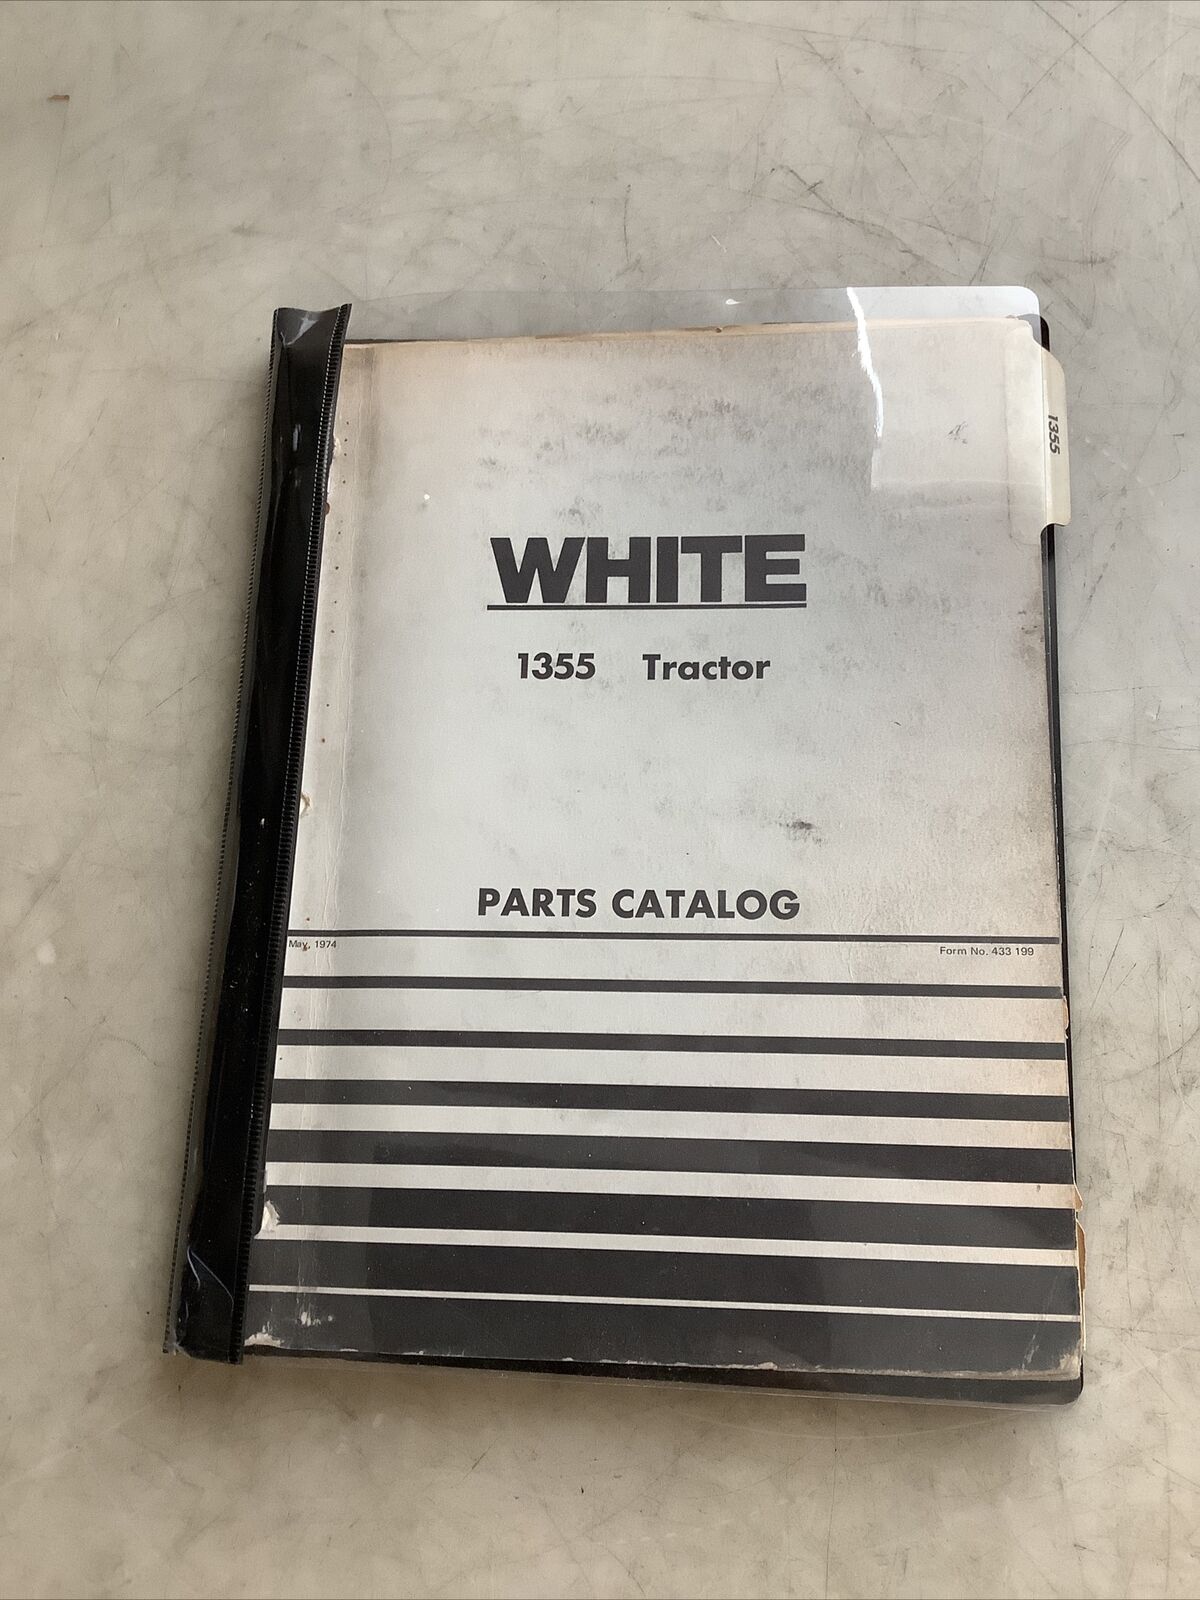 1355
WHITE
1355 Tractor
PARTS CATALOG
May, 1974
Form No. 433 199